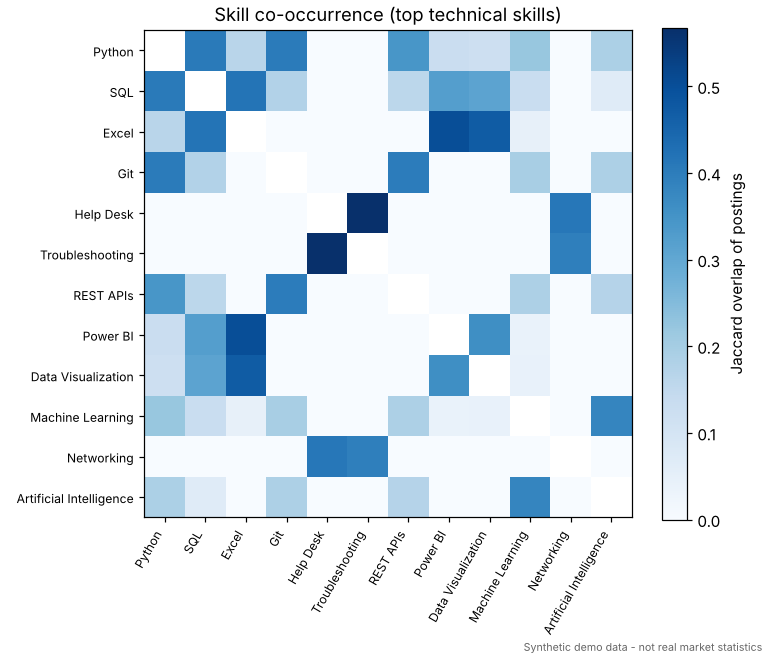 Skill co-occurrence (top technical skills)
Python
SQL
Excel
Git
Help Desk
Troubleshooting
REST APIs
Power BI
Data Visualization
Machine Learning
Networking
Artificial Intelligence
Python
SQL
Excel
Git
Help Desk
Troubleshooting
REST APIs
Power BI
Data Visualization
Machine Learning
Networking
Artificial Intelligence
0.5
0.4
0.3
0.2
0.1
0.0
Jaccard overlap of postings
Synthetic demo data - not real market statistics